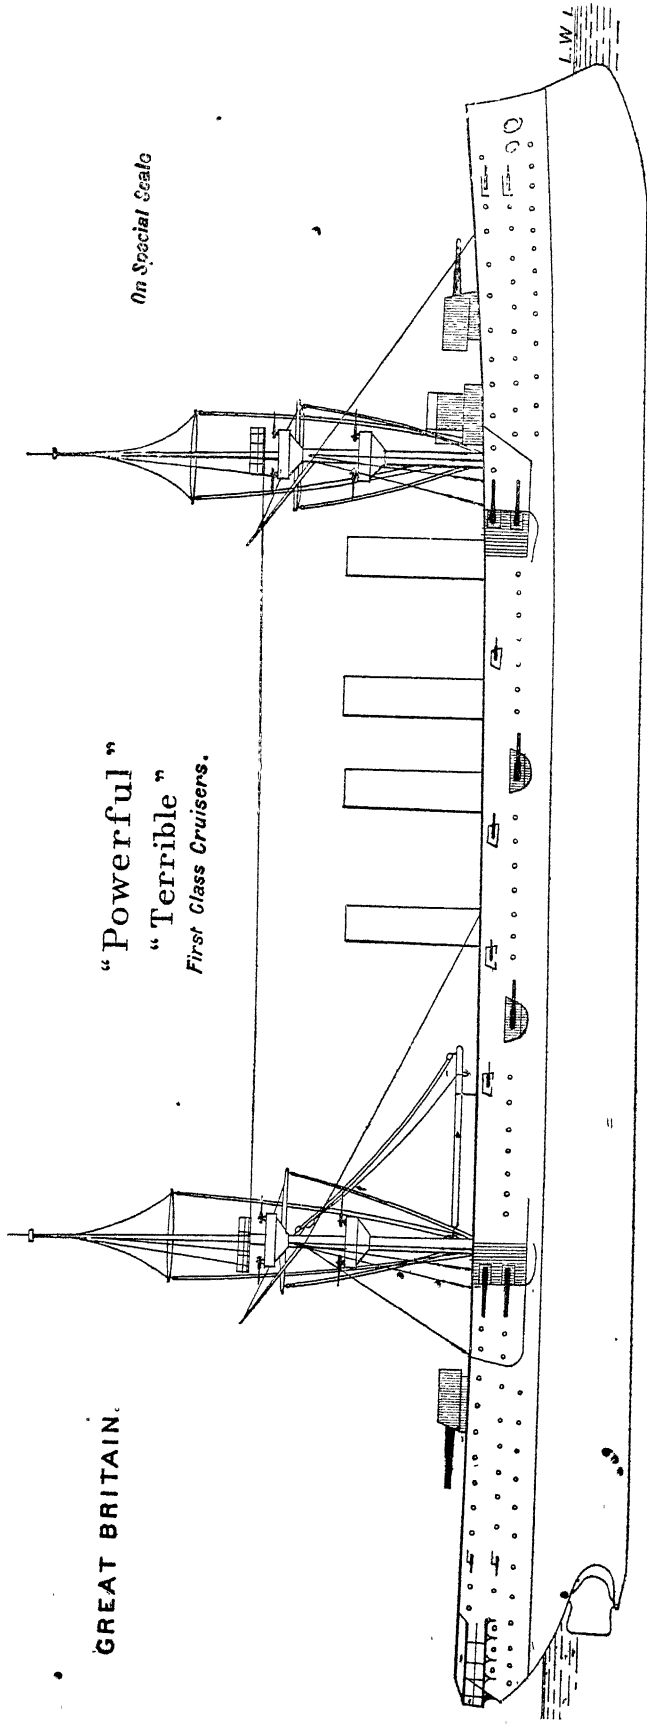 GREAT BRITAIN.
“Powerful”
“Terrible”
First Class Cruisers.
On Special Scale
L.W.L